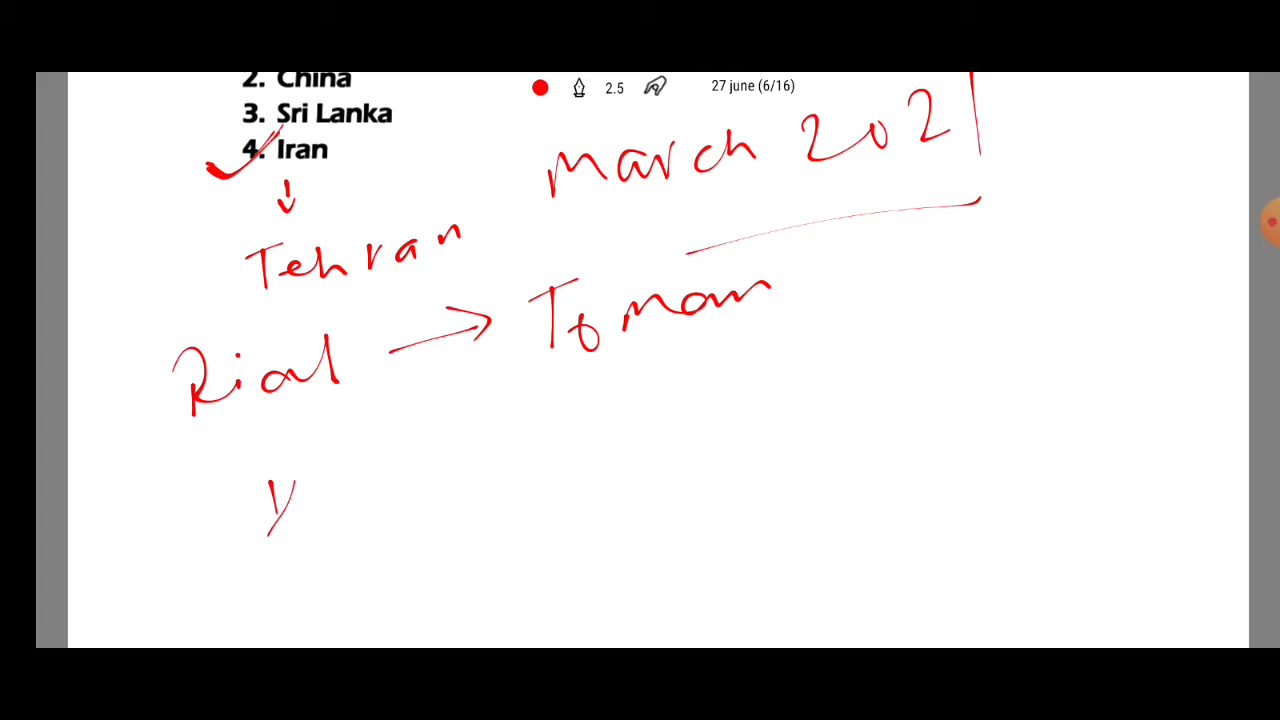 2. China
2.5 27 june (6/16)
3. Sri Lanka
4. Iran
March 2021
Tehran
Rial → Toman
Y